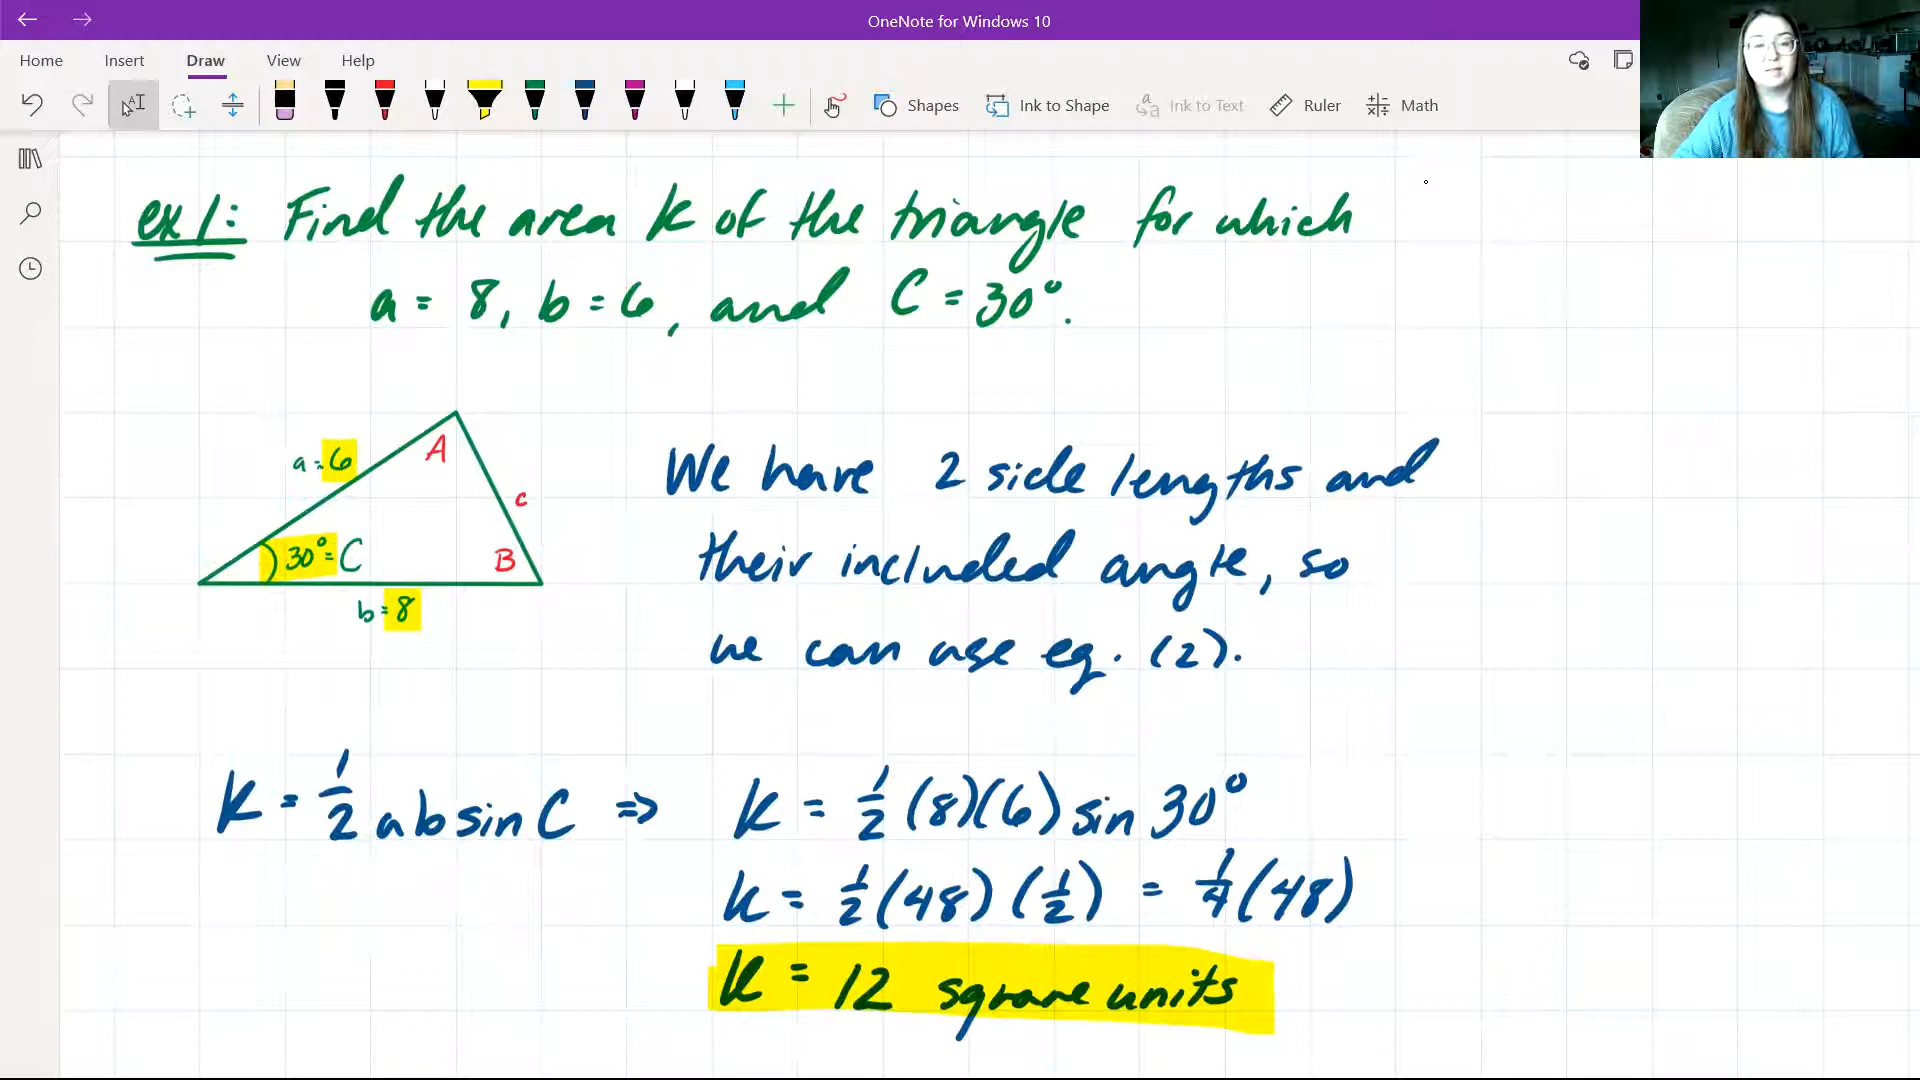 OneNote for Windows 10
Home Insert Draw View Help
Shapes Ink to Shape Ink to Text Ruler Math
ex 1: Find the area K of the triangle for which
a = 8, b = 6, and C = 30°.
A
a = 6
c
30° = C
B
b = 8
We have 2 side lengths and
their included angle, so
we can use eq. (2).
K = 1/2 ab sin C ⇒ K = 1/2 (8)(6) sin 30°
K = 1/2 (48) (1/2) = 1/4 (48)
K = 12 square units